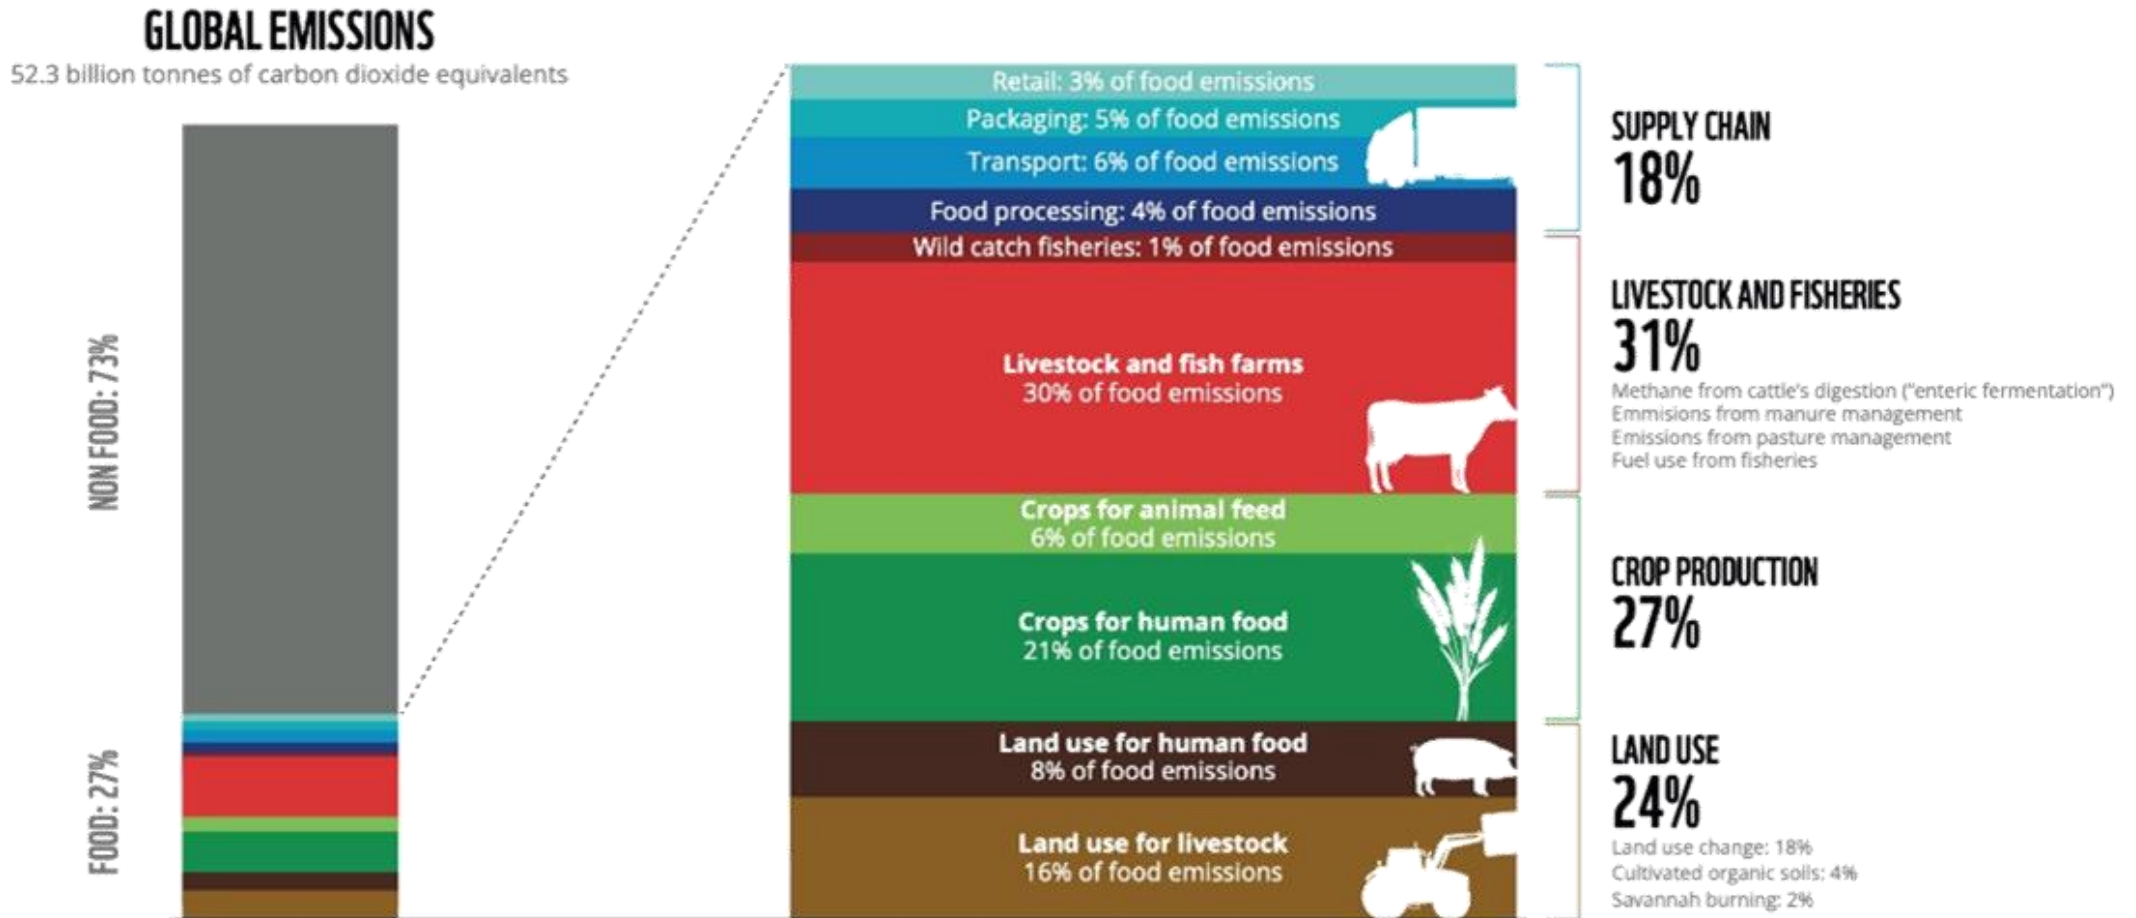 GLOBAL EMISSIONS
52.3 billion tonnes of carbon dioxide equivalents
NON FOOD: 73%
FOOD: 27%
Retail: 3% of food emissions
Packaging: 5% of food emissions
Transport: 6% of food emissions
Food processing: 4% of food emissions
Wild catch fisheries: 1% of food emissions
Livestock and fish farms
30% of food emissions
Crops for animal feed
6% of food emissions
Crops for human food
21% of food emissions
Land use for human food
8% of food emissions
Land use for livestock
16% of food emissions
SUPPLY CHAIN
18%
LIVESTOCK AND FISHERIES
31%
Methane from cattle's digestion ("enteric fermentation")
Emmisions from manure management
Emissions from pasture management
Fuel use from fisheries
CROP PRODUCTION
27%
LAND USE
24%
Land use change: 18%
Cultivated organic soils: 4%
Savannah burning: 2%